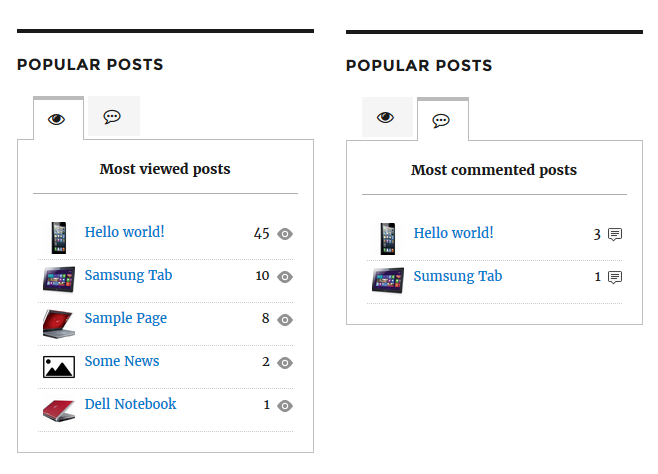 POPULAR POSTS
Most viewed posts
Hello world! 45
Samsung Tab 10
Sample Page 8
Some News 2
Dell Notebook 1
POPULAR POSTS
Most commented posts
Hello world! 3
Sumsung Tab 1